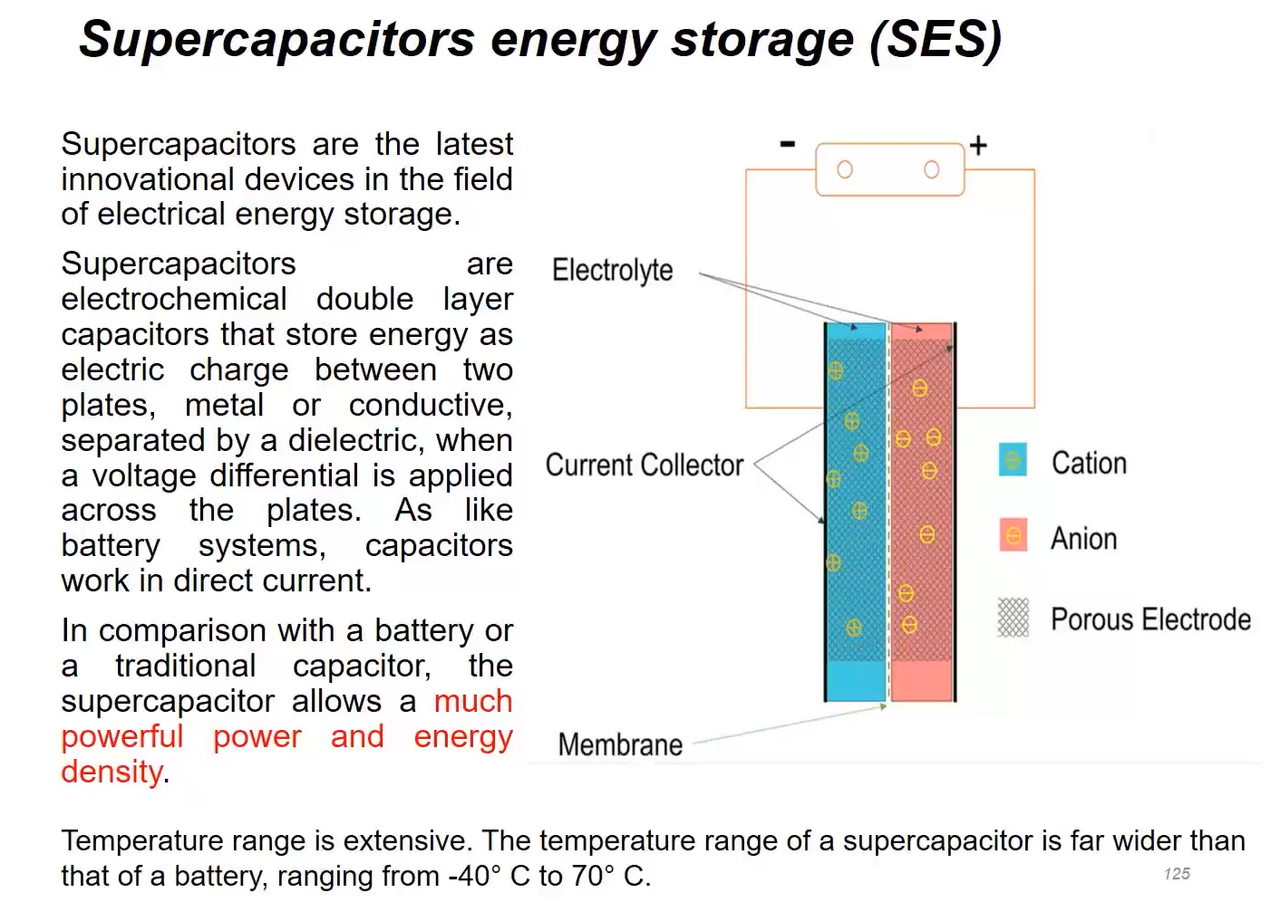 Supercapacitors energy storage (SES)
Supercapacitors are the latest
innovational devices in the field
of electrical energy storage.
Supercapacitors are
electrochemical double layer
capacitors that store energy as
electric charge between two
plates, metal or conductive,
separated by a dielectric, when
a voltage differential is applied
across the plates. As like
battery systems, capacitors
work in direct current.
In comparison with a battery or
a traditional capacitor, the
supercapacitor allows a much
powerful power and energy
density.
- +
Electrolyte
Current Collector
Cation
Anion
Porous Electrode
Membrane
Temperature range is extensive. The temperature range of a supercapacitor is far wider than
that of a battery, ranging from -40° C to 70° C.
125